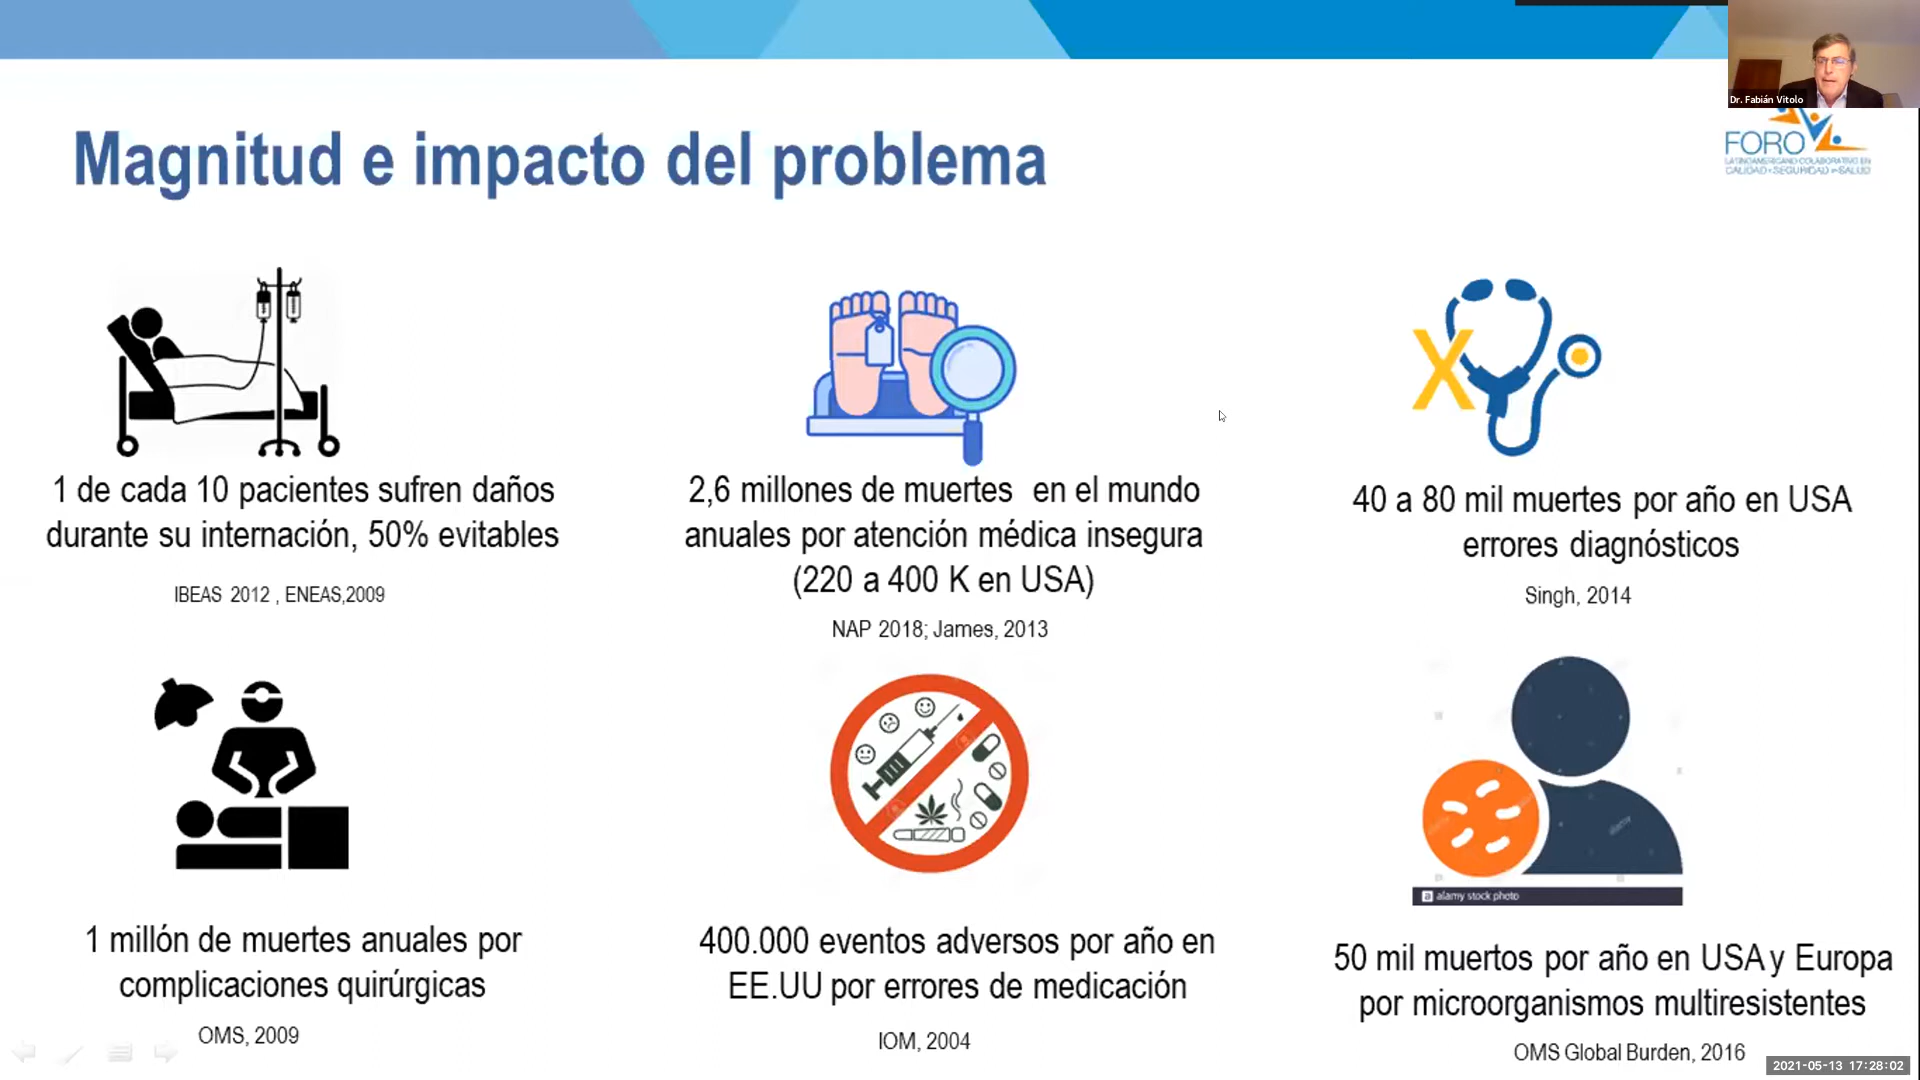 Dr. Fabián Vitolo
FORO
LATINOAMERICANO COLABORATIVO EN
CALIDAD Y SEGURIDAD EN SALUD
Magnitud e impacto del problema
1 de cada 10 pacientes sufren daños
durante su internación, 50% evitables
IBEAS 2012 , ENEAS,2009
2,6 millones de muertes en el mundo
anuales por atención médica insegura
(220 a 400 K en USA)
NAP 2018; James, 2013
X
40 a 80 mil muertes por año en USA
errores diagnósticos
Singh, 2014
1 millón de muertes anuales por
complicaciones quirúrgicas
OMS, 2009
400.000 eventos adversos por año en
EE.UU por errores de medicación
IOM, 2004
a alamy stock photo
50 mil muertos por año en USA y Europa
por microorganismos multiresistentes
OMS Global Burden, 2016
2021-05-13 17:28:02